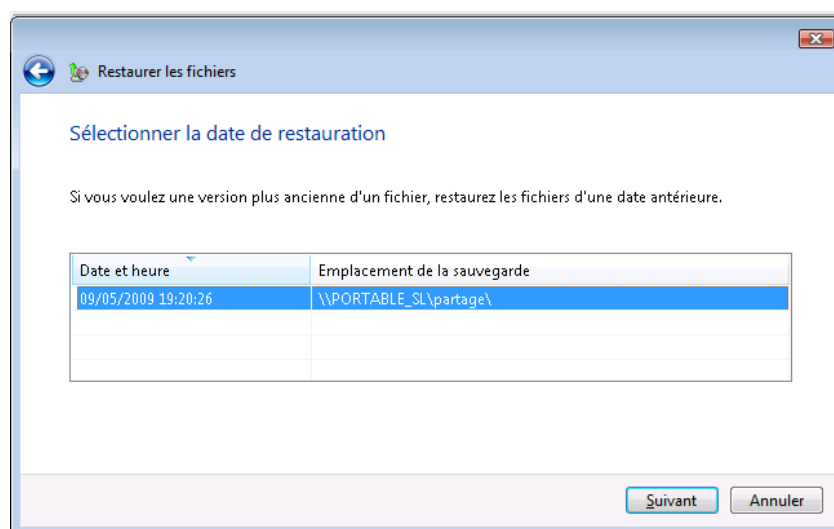 Restaurer les fichiers
Sélectionner la date de restauration
Si vous voulez une version plus ancienne d'un fichier, restaurez les fichiers d'une date antérieure.
Date et heure Emplacement de la sauvegarde
09/05/2009 19:20:26 \\PORTABLE_SL\partage\
Suivant Annuler